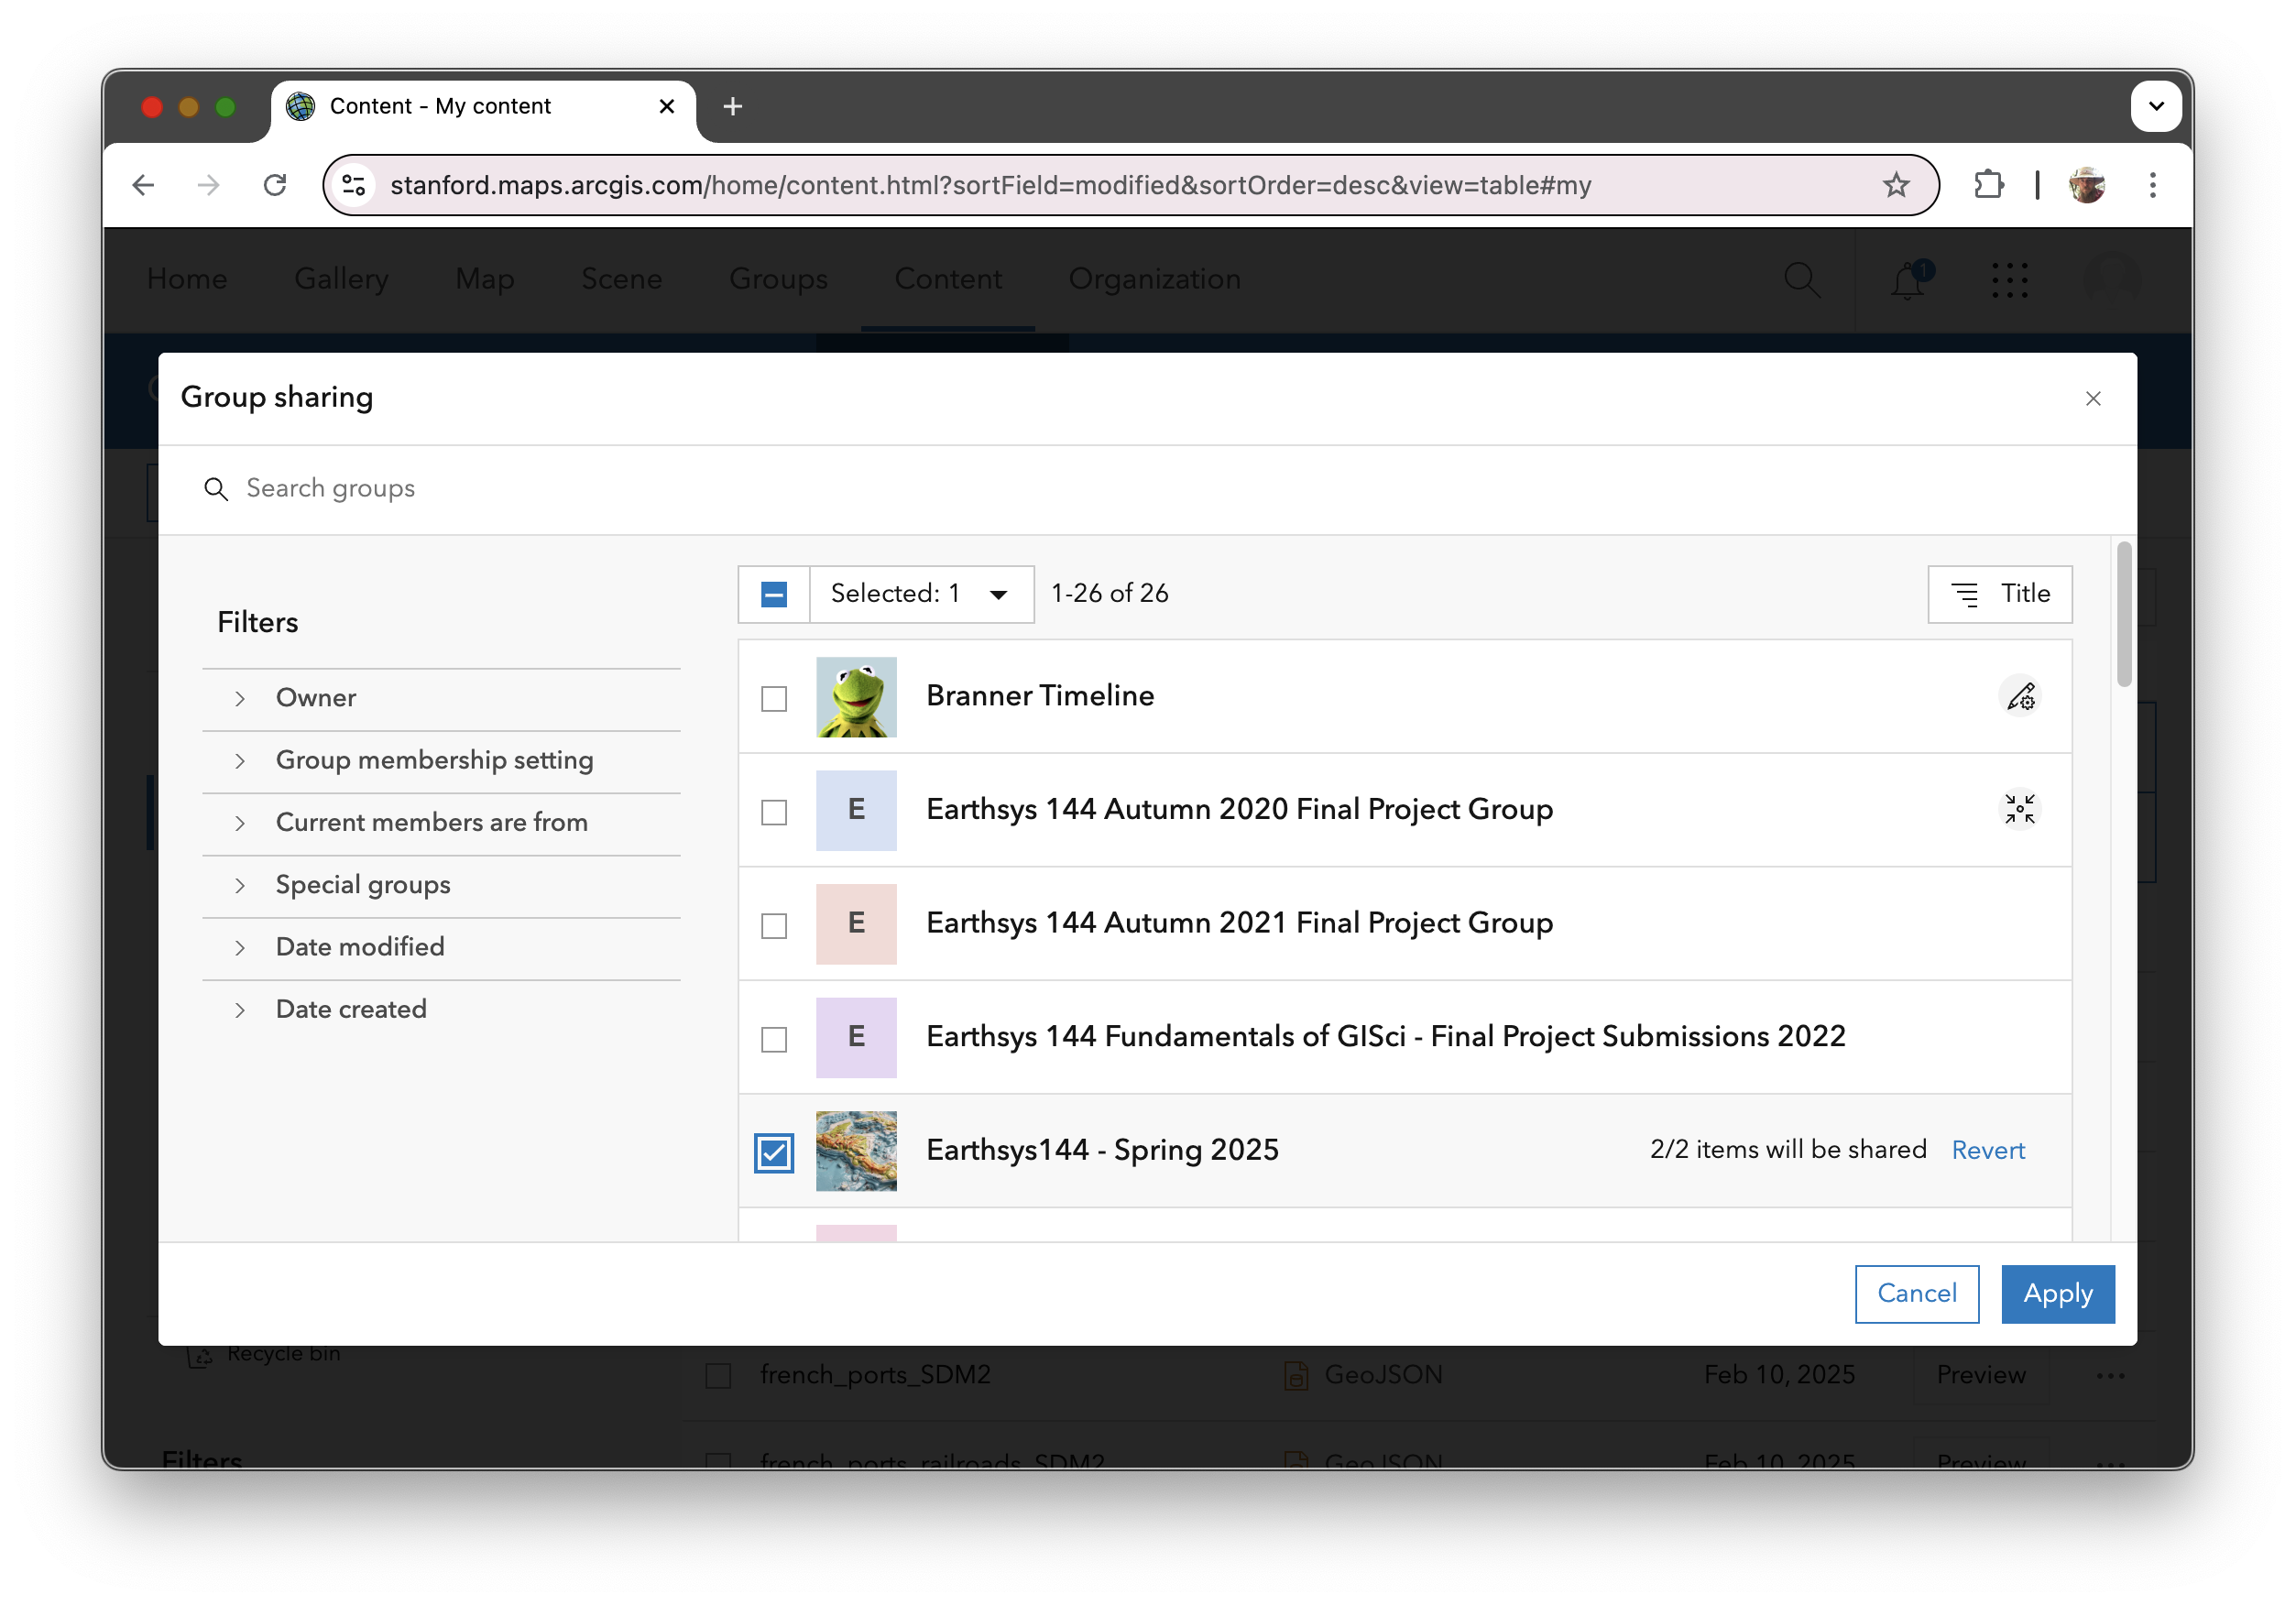 Content - My content
stanford.maps.arcgis.com/home/content.html?sortField=modified&sortOrder=desc&view=table#my
Home Gallery Map Scene Groups Content Organization 1
Group sharing
Search groups
Selected: 1 1-26 of 26 Title
Filters
Owner
Group membership setting
Current members are from
Special groups
Date modified
Date created
Branner Timeline
E Earthsys 144 Autumn 2020 Final Project Group
E Earthsys 144 Autumn 2021 Final Project Group
E Earthsys 144 Fundamentals of GISci - Final Project Submissions 2022
Earthsys144 - Spring 2025 2/2 items will be shared Revert
Cancel Apply
Recycle bin
french_ports_SDM2 GeoJSON Feb 10, 2025 Preview
Filters
french_ports_railroads_SDM2 GeoJSON Feb 10, 2025 Preview